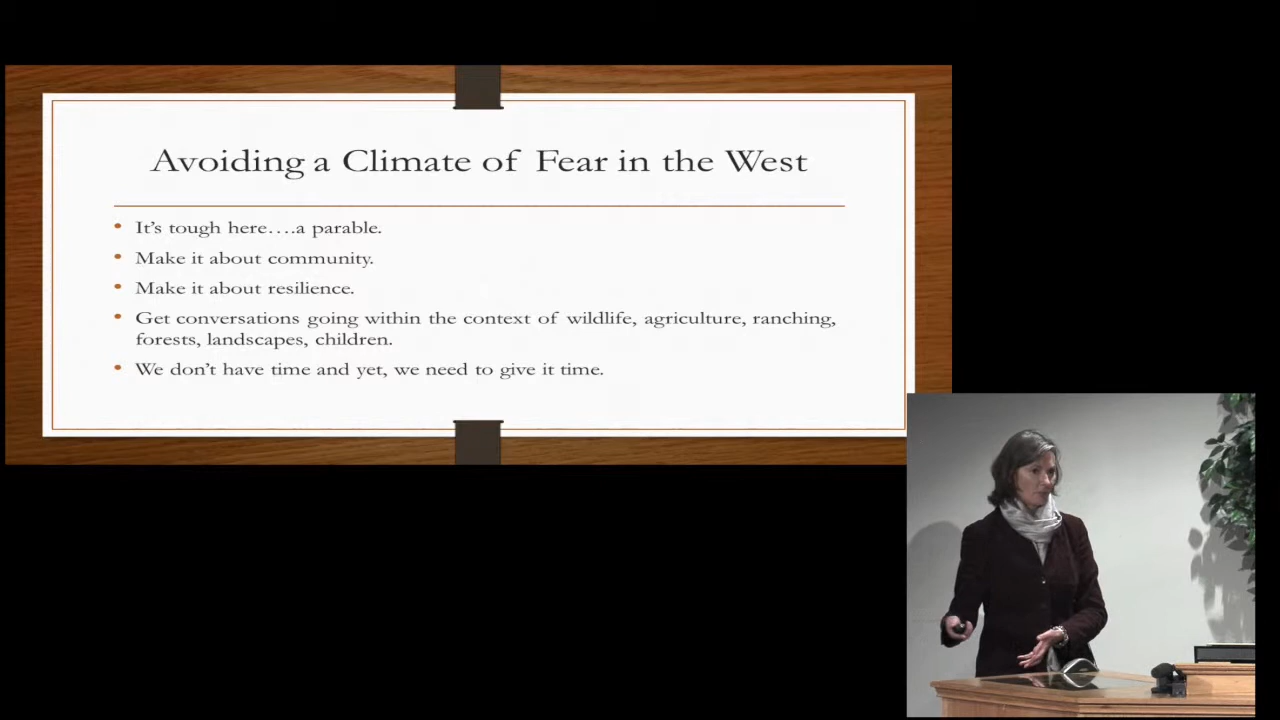 Avoiding a Climate of Fear in the West
• It’s tough here….a parable.
• Make it about community.
• Make it about resilience.
• Get conversations going within the context of wildlife, agriculture, ranching,
forests, landscapes, children.
• We don’t have time and yet, we need to give it time.